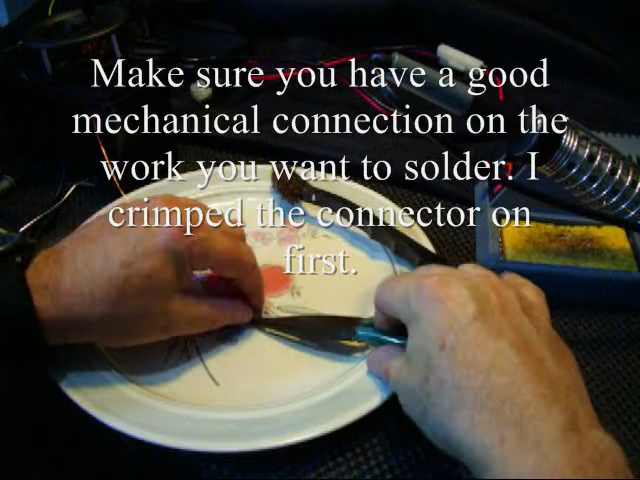 Make sure you have a good
mechanical connection on the
work you want to solder. I
crimped the connector on
first.